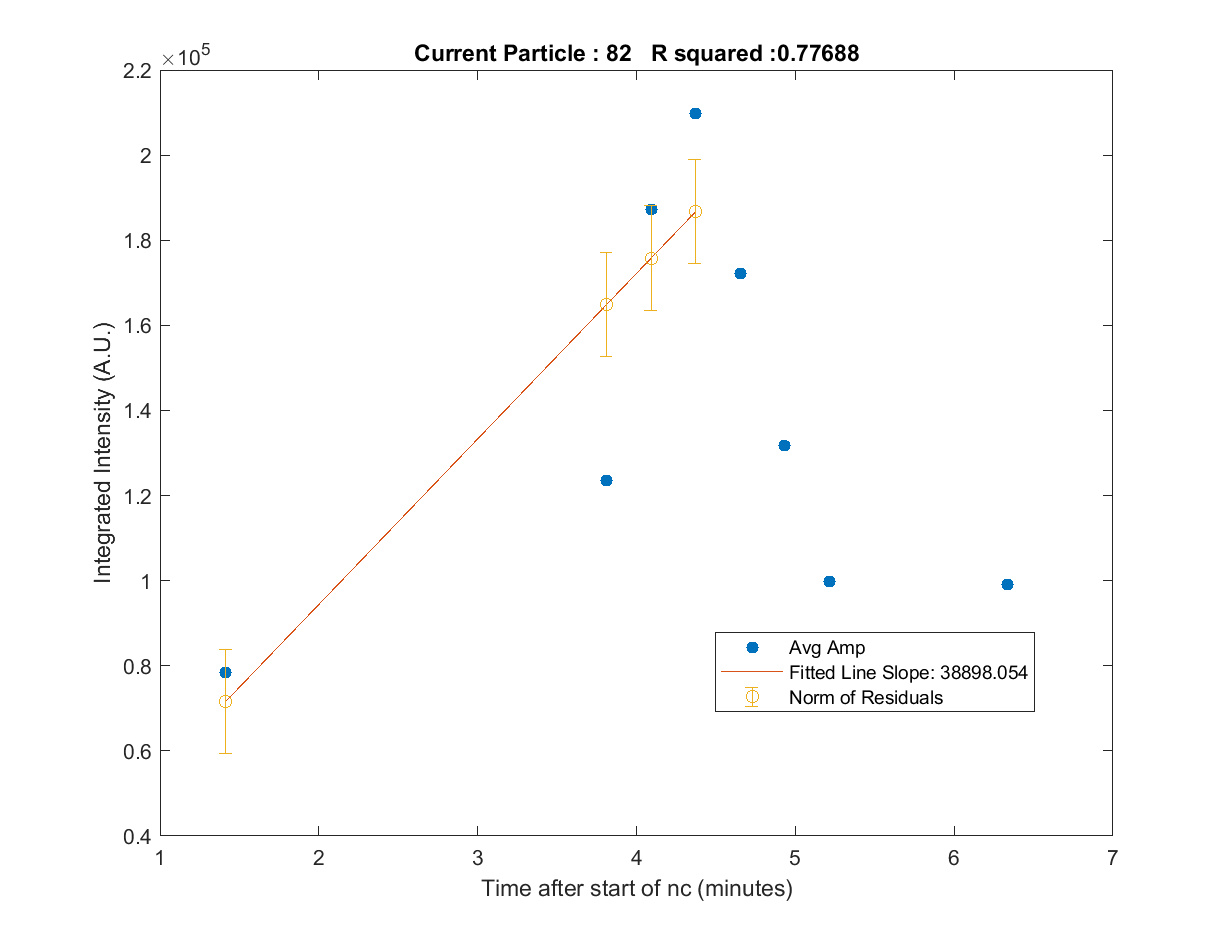 Current Particle : 82 R squared :0.77688
×10^5
2.2
2
1.8
1.6
1.4
1.2
1
0.8
0.6
0.4
Integrated Intensity (A.U.)
Avg Amp
Fitted Line Slope: 38898.054
Norm of Residuals
1 2 3 4 5 6 7
Time after start of nc (minutes)